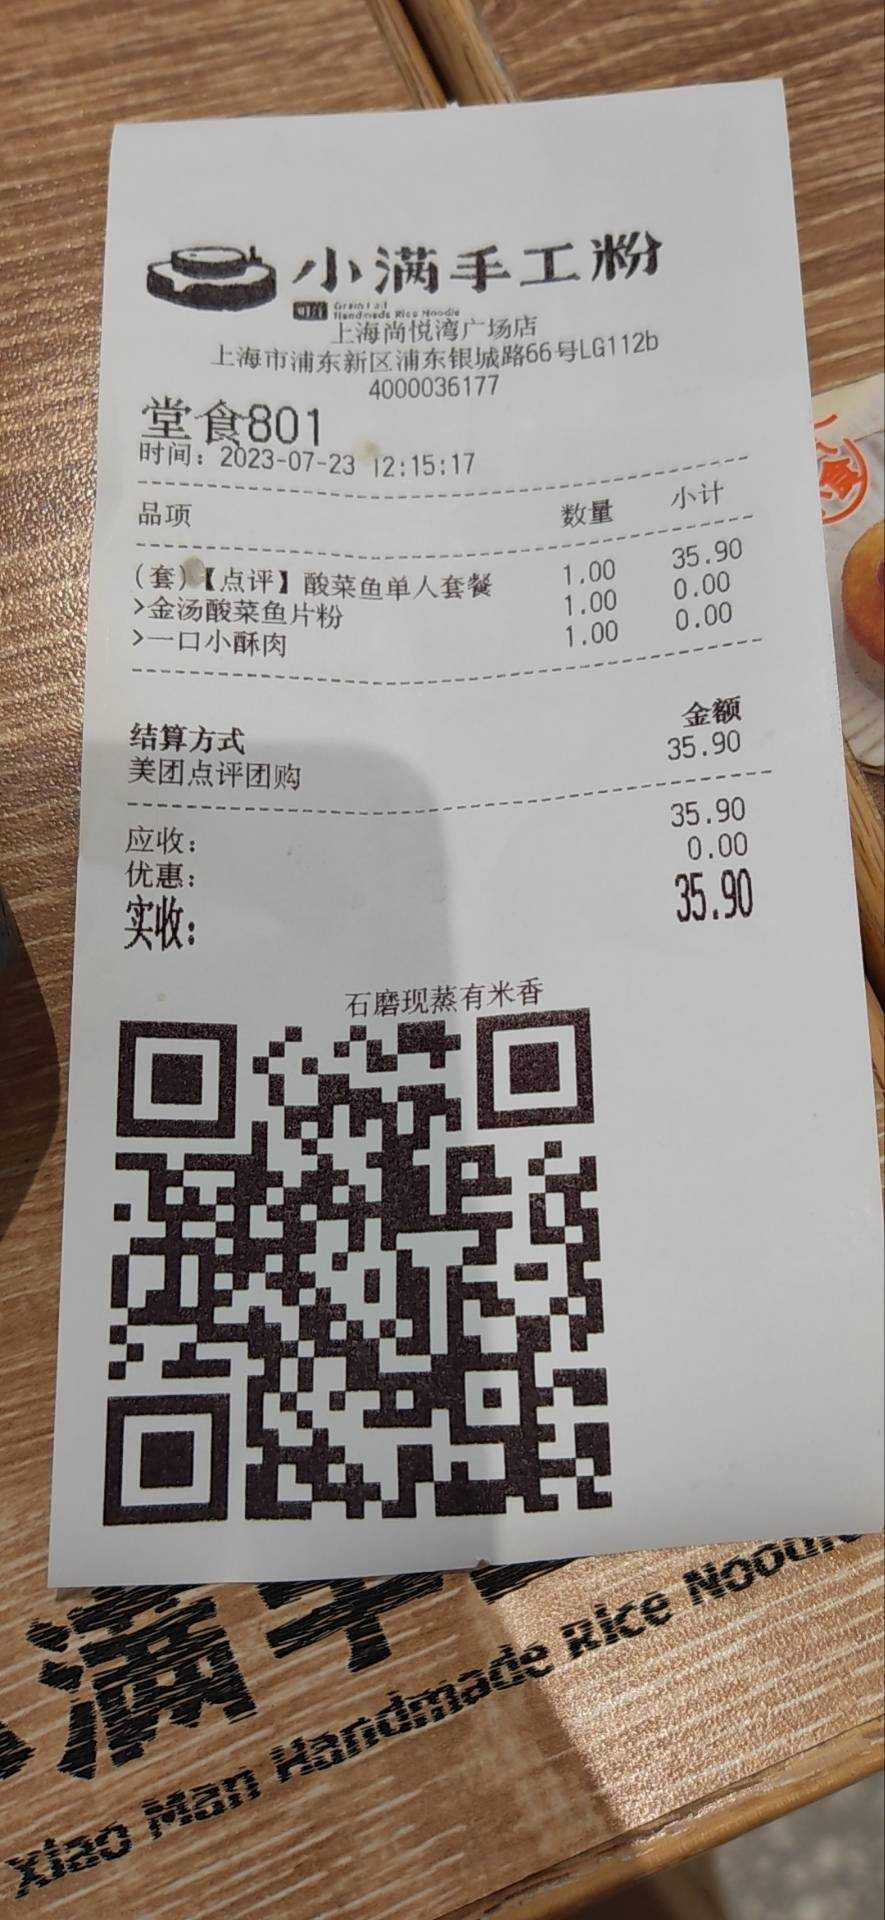 小满手工粉
Grain Full
Handmade Rice Noodle
上海尚悦湾广场店
上海市浦东新区浦东银城路66号LG112b
4000036177
堂食801
时间：2023-07-23 12:15:17
品项 数量 小计
(套)【点评】酸菜鱼单人套餐 1.00 35.90
>金汤酸菜鱼片粉 1.00 0.00
>一口小酥肉 1.00 0.00
结算方式 金额
美团点评团购 35.90
应收： 35.90
优惠： 0.00
实收： 35.90
石磨现蒸有米香
满手
Xiao Man Handmade Rice Noodle